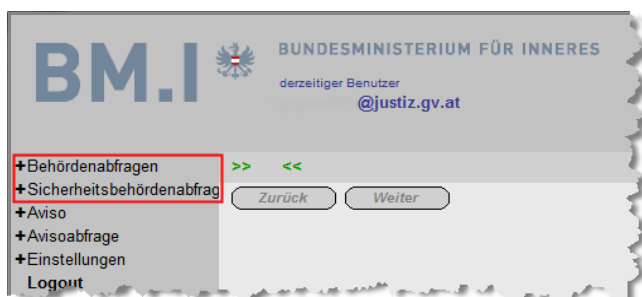 BM.I
BUNDESMINISTERIUM FÜR INNERES
derzeitiger Benutzer
@justiz.gv.at
+Behördenabfragen
>> <<
+Sicherheitsbehördenabfrag
Zurück Weiter
+Aviso
+Avisoabfrage
+Einstellungen
Logout